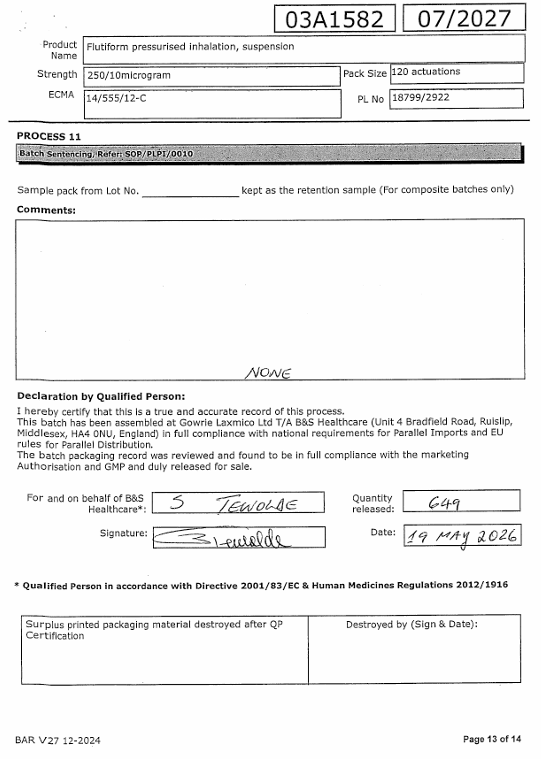 03A1582 07/2027
Product Name Flutiform pressurised inhalation, suspension
Strength 250/10microgram Pack Size 120 actuations
ECMA 14/555/12-C PL No 18799/2922
PROCESS 11
Batch Sentencing, Refer: SOP/PLPI/0010
Sample pack from Lot No. kept as the retention sample (For composite batches only)
Comments:
NONE
Declaration by Qualified Person:
I hereby certify that this is a true and accurate record of this process.
This batch has been assembled at Gowrie Laxmico Ltd T/A B&S Healthcare (Unit 4 Bradfield Road, Ruislip,
Middlesex, HA4 0NU, England) in full compliance with national requirements for Parallel Imports and EU
rules for Parallel Distribution.
The batch packaging record was reviewed and found to be in full compliance with the marketing
Authorisation and GMP and duly released for sale.
For and on behalf of B&S Healthcare*: S TEWOLDE Quantity released: 649
Signature: S Tewolde Date: 19 MAY 2026
* Qualified Person in accordance with Directive 2001/83/EC & Human Medicines Regulations 2012/1916
Surplus printed packaging material destroyed after QP Certification
Destroyed by (Sign & Date):
BAR V27 12-2024 Page 13 of 14